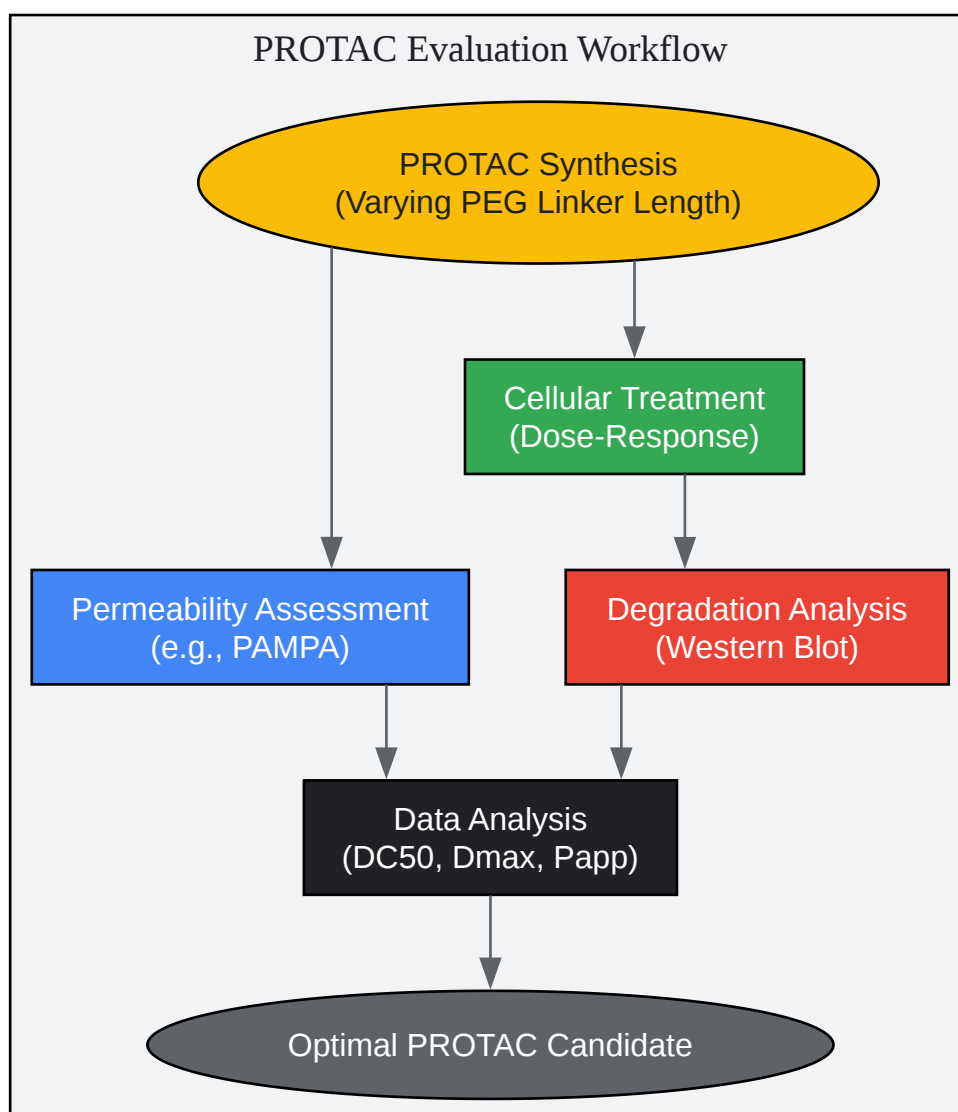 PROTAC Evaluation Workflow
PROTAC Synthesis
(Varying PEG Linker Length)
Cellular Treatment
(Dose-Response)
Permeability Assessment
(e.g., PAMPA)
Degradation Analysis
(Western Blot)
Data Analysis
(DC50, Dmax, Papp)
Optimal PROTAC Candidate